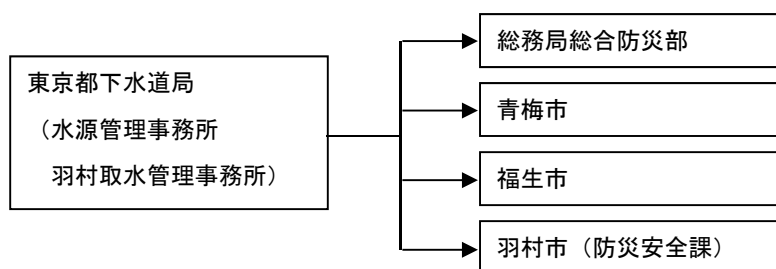 東京都下水道局
（水源管理事務所
羽村取水管理事務所）
総務局総合防災部
青梅市
福生市
羽村市（防災安全課）